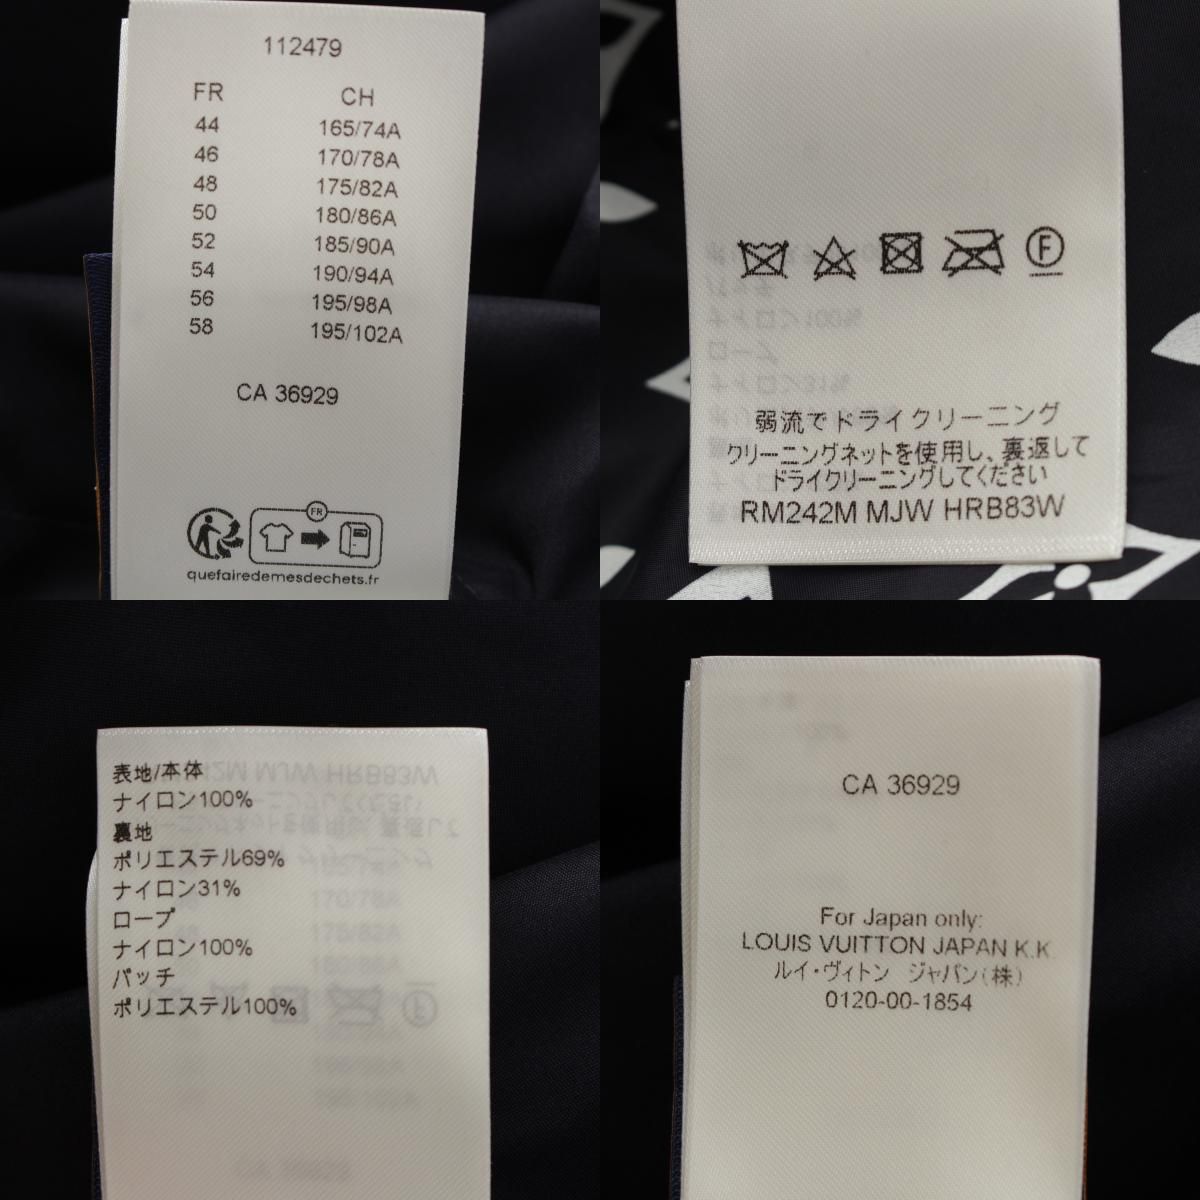 112479
FR CH
44 165/74A
46 170/78A
48 175/82A
50 180/86A
52 185/90A
54 190/94A
56 195/98A
58 195/102A
CA 36929
FR
quefairedemesdechets.fr
F
弱流でドライクリーニング
クリーニングネットを使用し、裏返して
ドライクリーニングしてください
RM242M MJW HRB83W
表地/本体
ナイロン100%
裏地
ポリエステル69%
ナイロン31%
ロープ
ナイロン100%
パッチ
ポリエステル100%
CA 36929
For Japan only:
LOUIS VUITTON JAPAN K.K.
ルイ・ヴィトン ジャパン(株)
0120-00-1854